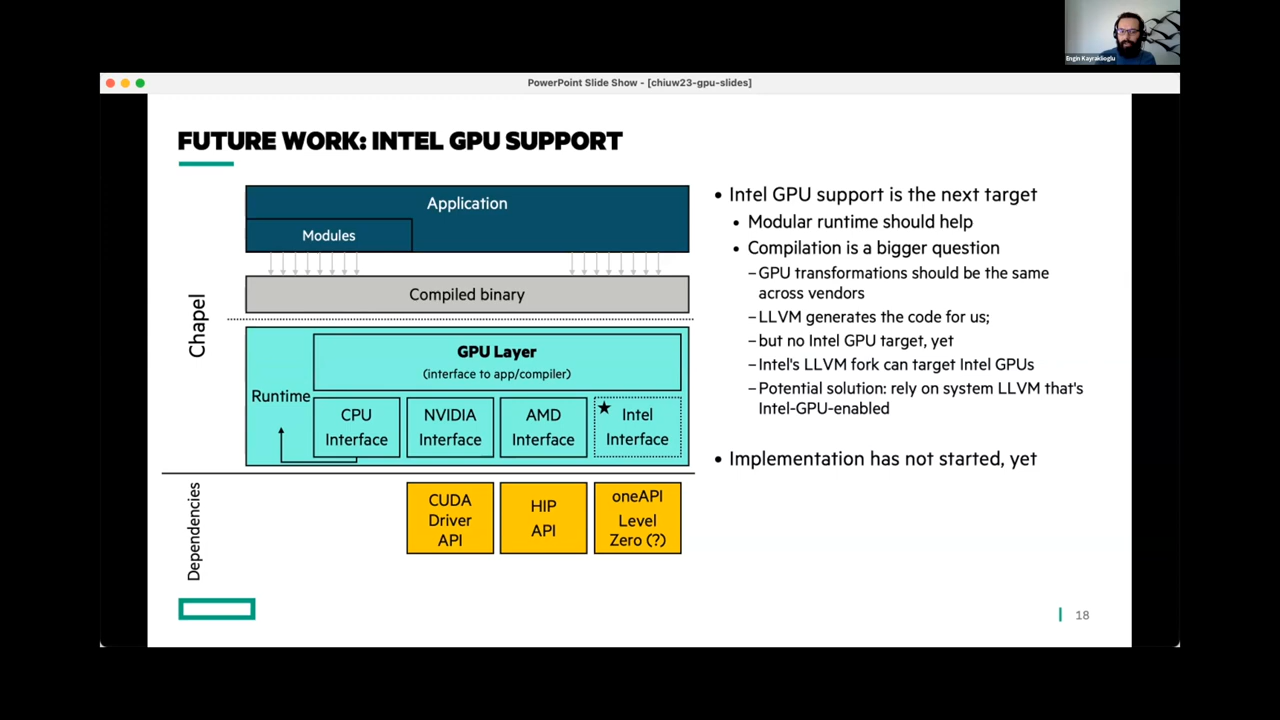 Engin Kayraklioglu
PowerPoint Slide Show - [chiuw23-gpu-slides]
FUTURE WORK: INTEL GPU SUPPORT
Application
Modules
Compiled binary
Chapel
GPU Layer
(interface to app/compiler)
Runtime
CPU
Interface
NVIDIA
Interface
AMD
Interface
★ Intel
Interface
Dependencies
CUDA
Driver
API
HIP
API
oneAPI
Level
Zero (?)
• Intel GPU support is the next target
• Modular runtime should help
• Compilation is a bigger question
–GPU transformations should be the same
across vendors
–LLVM generates the code for us;
–but no Intel GPU target, yet
–Intel's LLVM fork can target Intel GPUs
–Potential solution: rely on system LLVM that's
Intel-GPU-enabled
• Implementation has not started, yet
18